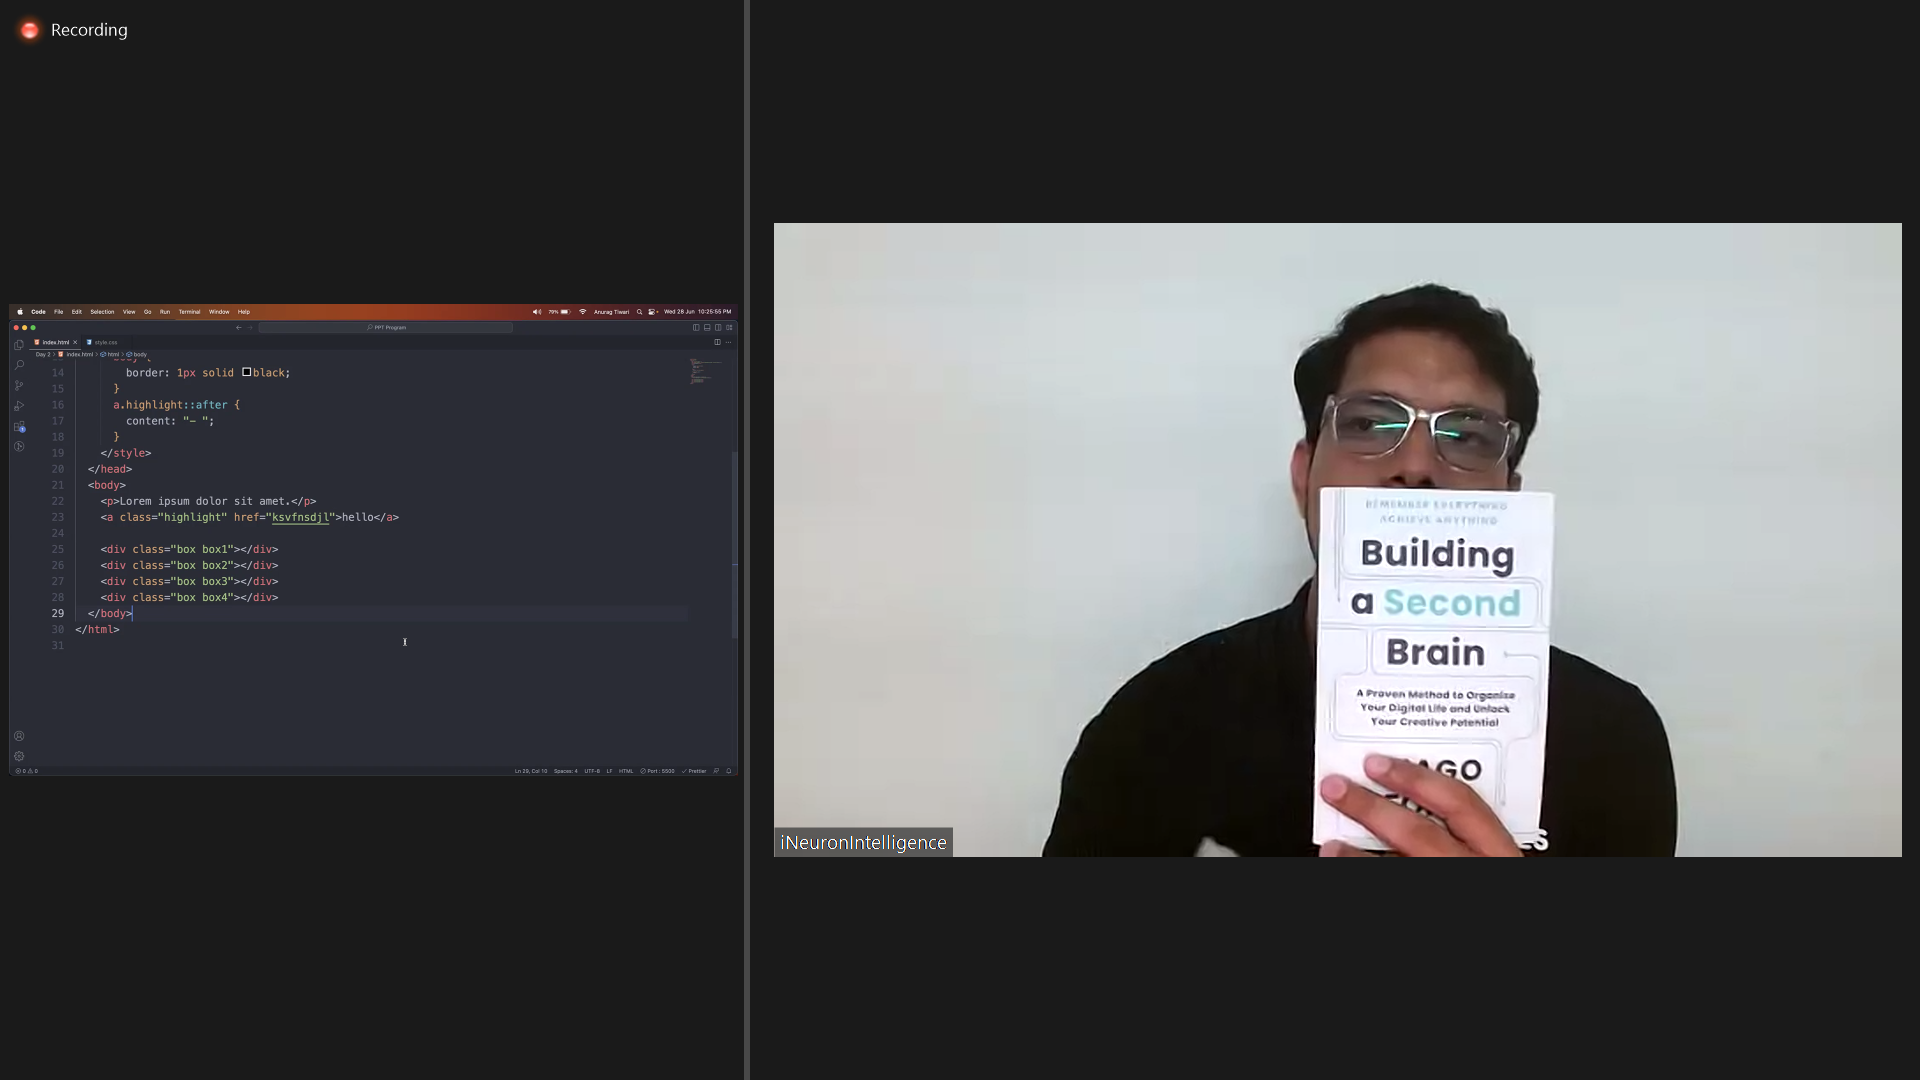 Recording
Code File Edit Selection View Go Run Terminal Window Help
70% Anurag Tiwari Wed 28 Jun 10:25:55 PM
PPT Program
index.html style.css
Day 2 > index.html > html > body
14 border: 1px solid black;
15 }
16 a.highlight::after {
17 content: "- ";
18 }
19 </style>
20 </head>
21 <body>
22 <p>Lorem ipsum dolor sit amet.</p>
23 <a class="highlight" href="ksvfnsdjl">hello</a>
24
25 <div class="box box1"></div>
26 <div class="box box2"></div>
27 <div class="box box3"></div>
28 <div class="box box4"></div>
29 </body>
30 </html>
31
0 0 Ln 29, Col 10 Spaces: 4 UTF-8 LF HTML Port : 5500 Prettier
REMEMBER EVERYTHING
ACHIEVE ANYTHING
Building
a Second
Brain
A Proven Method to Organise
Your Digital Life and Unlock
Your Creative Potential
AGO
iNeuronIntelligence